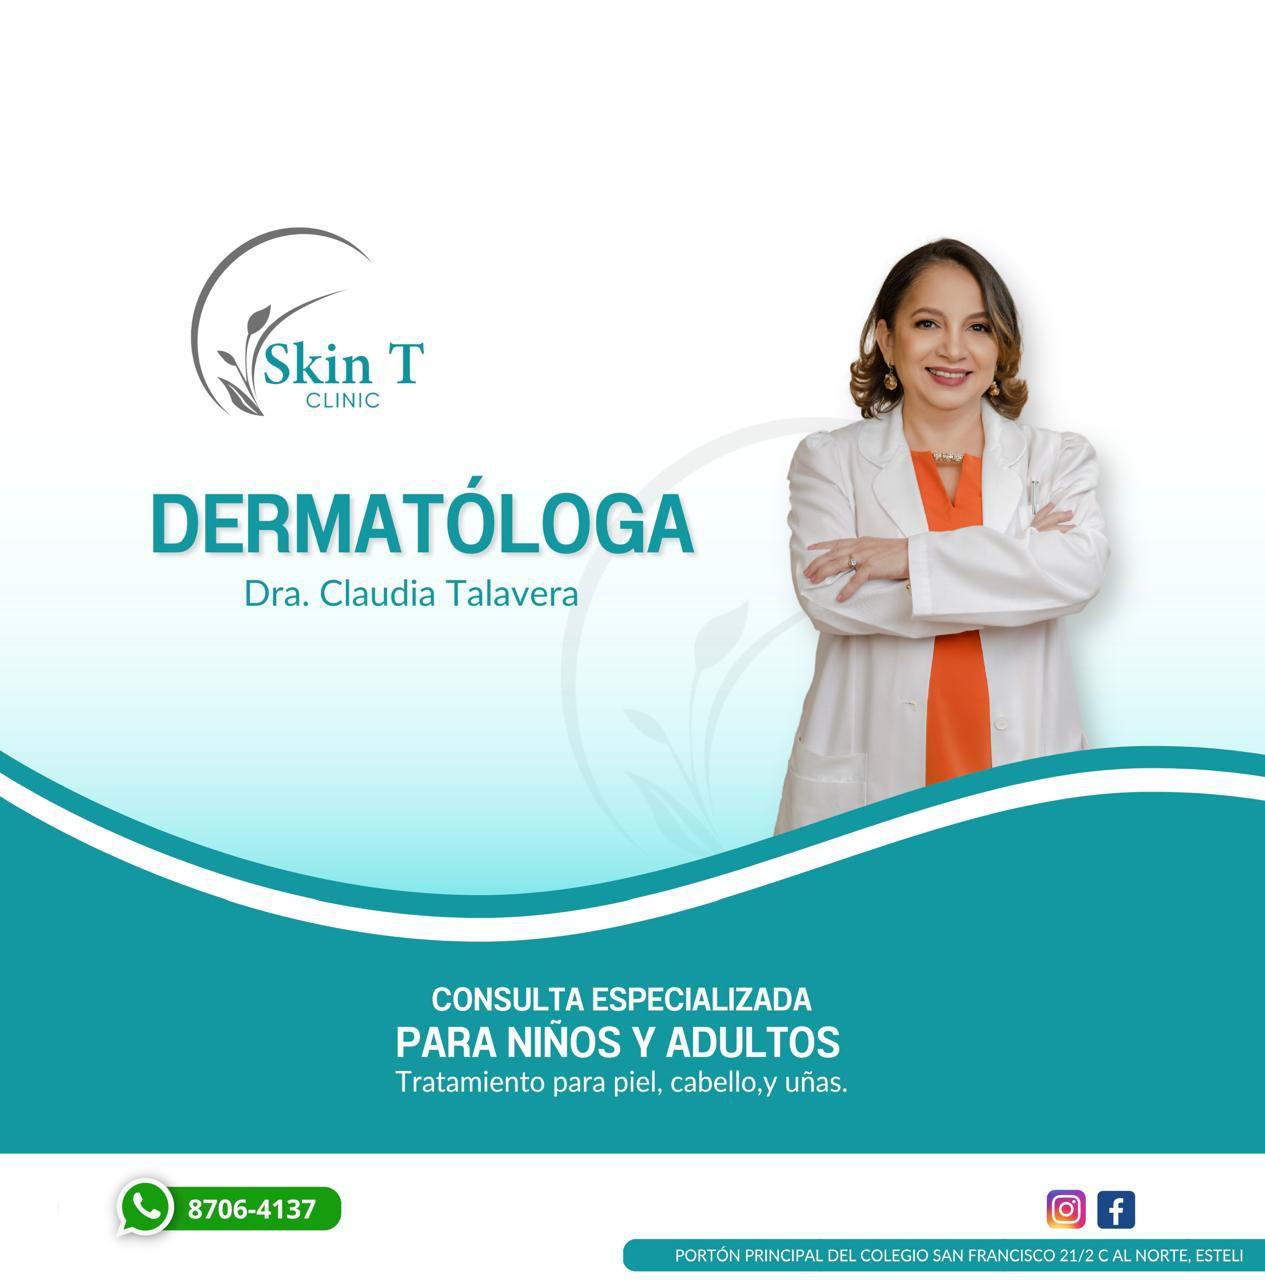 Skin T
CLINIC
DERMATÓLOGA
Dra. Claudia Talavera
CONSULTA ESPECIALIZADA
PARA NIÑOS Y ADULTOS
Tratamiento para piel, cabello,y uñas.
8706-4137
PORTÓN PRINCIPAL DEL COLEGIO SAN FRANCISCO 21/2 C AL NORTE, ESTELI